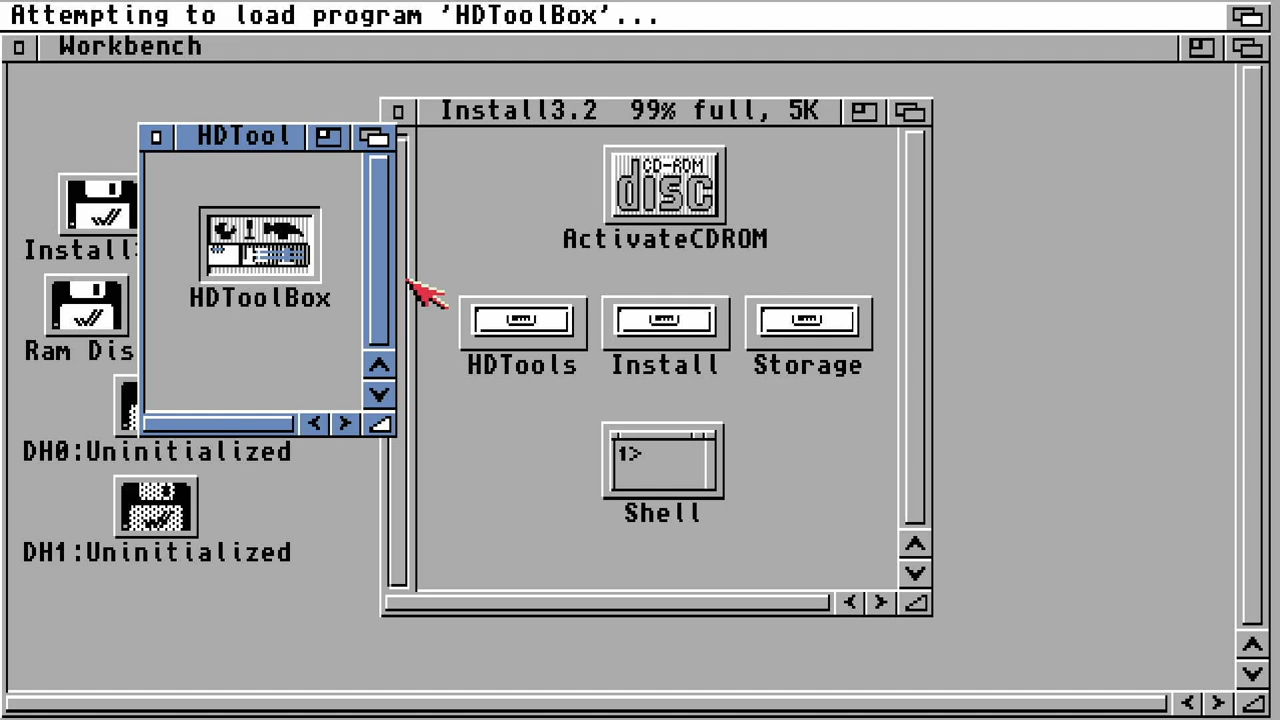 Attempting to load program 'HDToolBox'...
Workbench
Install3.2 99% full, 5K
HDTool
CD-ROM
disc
ActivateCDROM
Install
HDToolBox
Ram Dis
HDTools Install Storage
DH0:Uninitialized
1>
Shell
DH1:Uninitialized